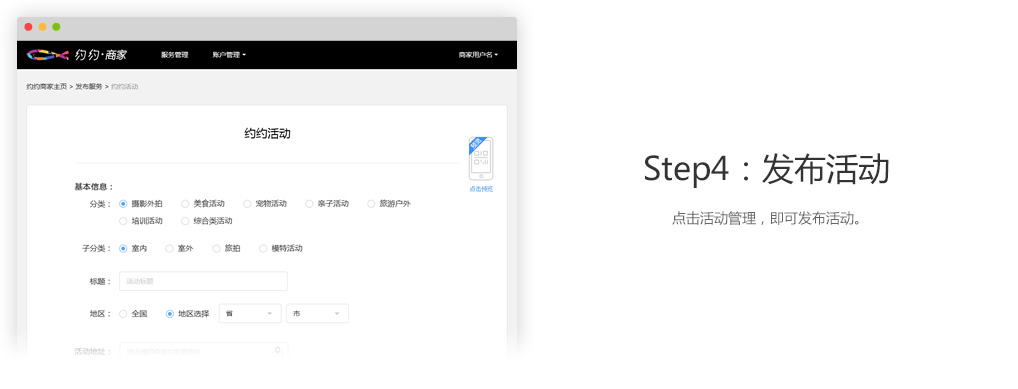 约约·商家 服务管理 账户管理 商家用户名
约约商家主页 > 发布服务 > 约约活动
约约活动
预览
点击预览
基本信息：
分类： 摄影外拍 美食活动 宠物活动 亲子活动 旅游户外
培训活动 综合类活动
子分类： 室内 室外 旅拍 模特活动
标题： 活动标题
地区： 全国 地区选择 省 市
活动地址：
Step4：发布活动
点击活动管理，即可发布活动。